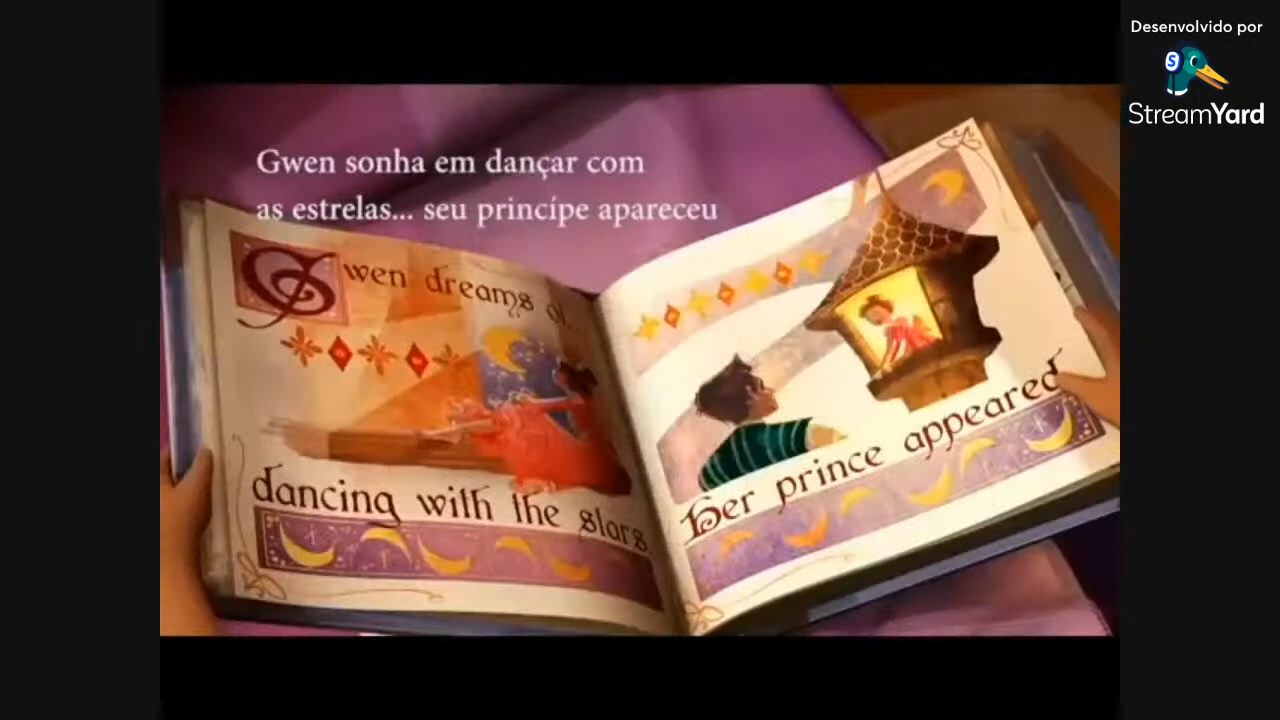 Desenvolvido por
StreamYard
Gwen sonha em dançar com
as estrelas... seu princípe apareceu
Gwen dreams of...
dancing with the stars
her prince appeared